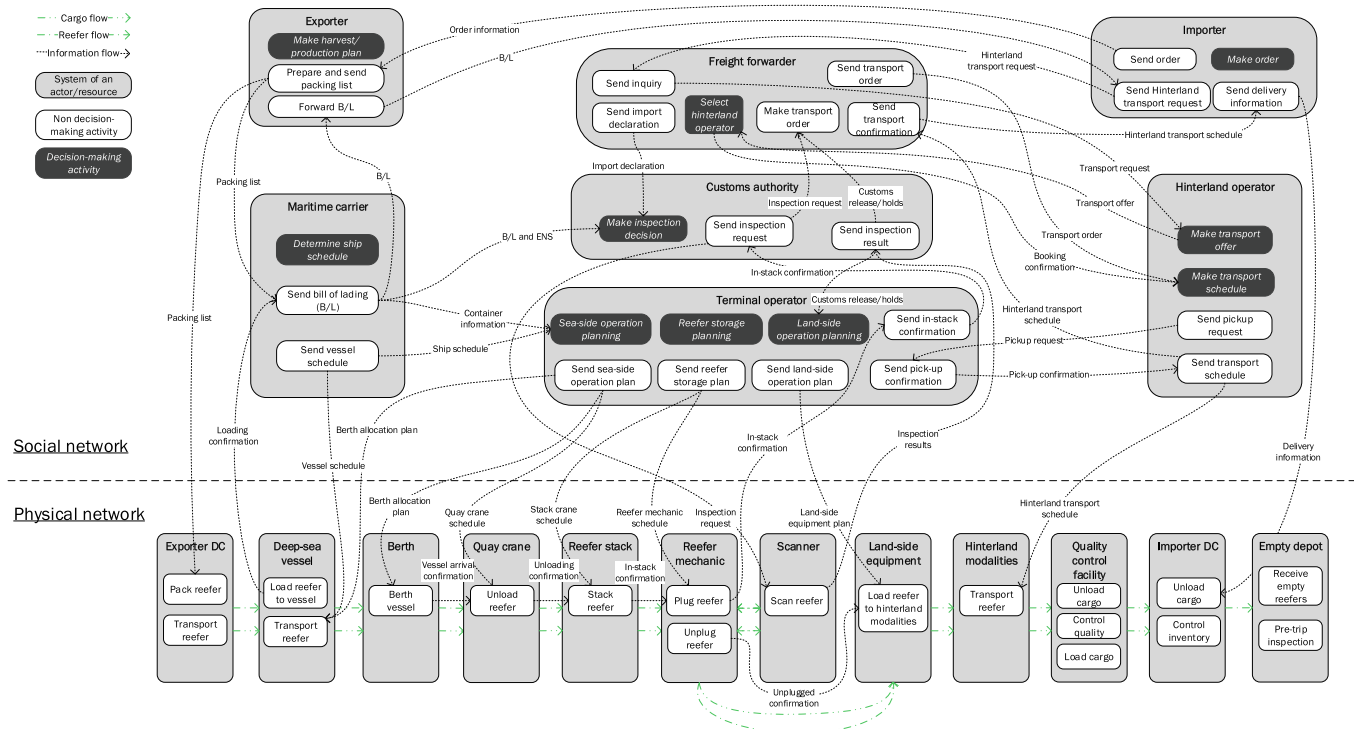 Cargo flow
Reefer flow
Information flow
System of an
actor/resource
Non decision-
making activity
Decision-making
activity
Exporter
Make harvest/
production plan
Prepare and send
packing list
Forward B/L
Order information
B/L
Freight forwarder
Send inquiry
Send transport
order
Send import
declaration
Select
hinterland
operator
Make transport
order
Send
transport
confirmation
Hinterland
transport request
Importer
Send order
Make order
Send Hinterland
transport request
Send delivery
information
Hinterland transport schedule
Import declaration
Transport request
Packing list
B/L
Maritime carrier
Determine ship
schedule
Send bill of lading
(B/L)
Send vessel
schedule
B/L and ENS
Container
information
Ship schedule
Customs authority
Make inspection
decision
Send inspection
request
Send inspection
result
Inspection request
Customs
release/holds
In-stack confirmation
Customs release/holds
Transport offer
Transport order
Booking
confirmation
Hinterland operator
Make transport
offer
Make transport
schedule
Send pickup
request
Send transport
schedule
Terminal operator
Sea-side operation
planning
Reefer storage
planning
Land-side
operation planning
Send in-stack
confirmation
Send sea-side
operation plan
Send reefer
storage plan
Send land-side
operation plan
Send pick-up
confirmation
Hinterland transport
schedule
Pickup request
Pick-up confirmation
Packing list
Loading
confirmation
Berth allocation plan
Vessel schedule
In-stack
confirmation
Inspection
results
Delivery
information
Social network
Physical network
Berth allocation
plan
Quay crane
schedule
Stack crane
schedule
Reefer mechanic
schedule
Inspection
request
Land-side
equipment plan
Hinterland transport
schedule
Exporter DC
Pack reefer
Transport
reefer
Deep-sea
vessel
Load reefer
to vessel
Transport
reefer
Berth
Berth
vessel
Vessel arrival
confirmation
Quay crane
Unload
reefer
Unloading
confirmation
Reefer stack
Stack
reefer
In-stack
confirmation
Reefer
mechanic
Plug reefer
Unplug
reefer
Scanner
Scan reefer
Unplugged
confirmation
Land-side
equipment
Load reefer
to hinterland
modalities
Hinterland
modalities
Transport
reefer
Quality
control
facility
Unload
cargo
Control
quality
Load cargo
Importer DC
Unload
cargo
Control
inventory
Empty depot
Receive
empty
reefers
Pre-trip
inspection